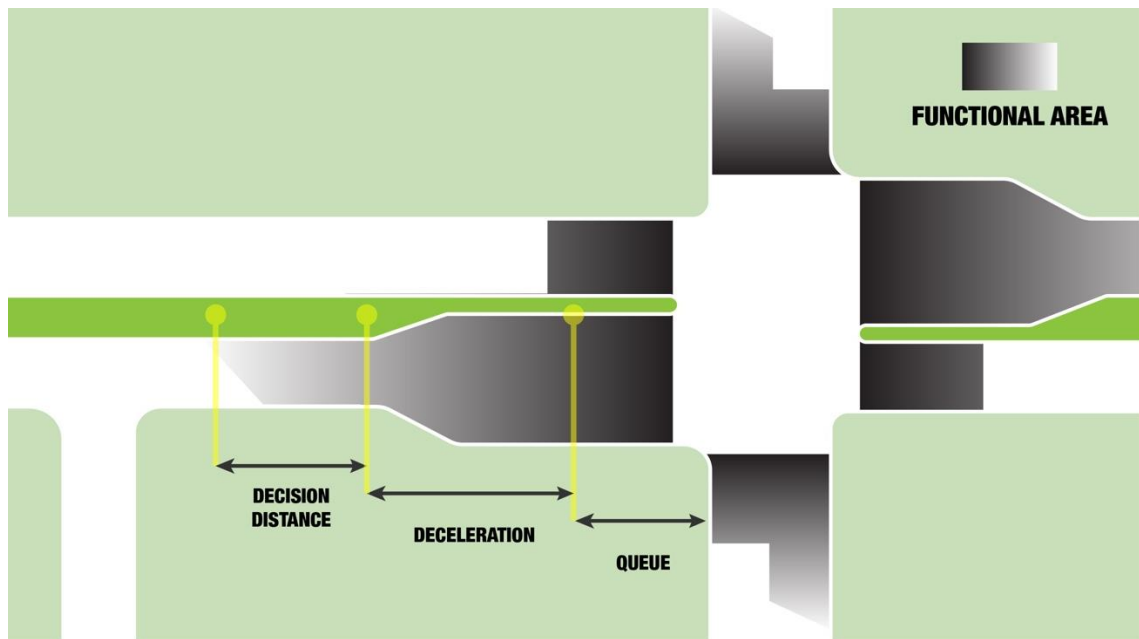 FUNCTIONAL AREA
DECISION
DISTANCE
DECELERATION
QUEUE